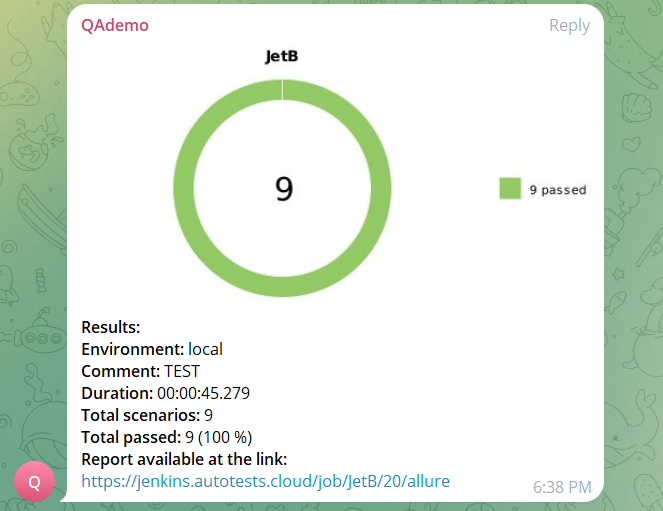 QAdemo
Reply
JetB
9
9 passed
Results:
Environment: local
Comment: TEST
Duration: 00:00:45.279
Total scenarios: 9
Total passed: 9 (100 %)
Report available at the link:
https://jenkins.autotests.cloud/job/JetB/20/allure
Q
6:38 PM